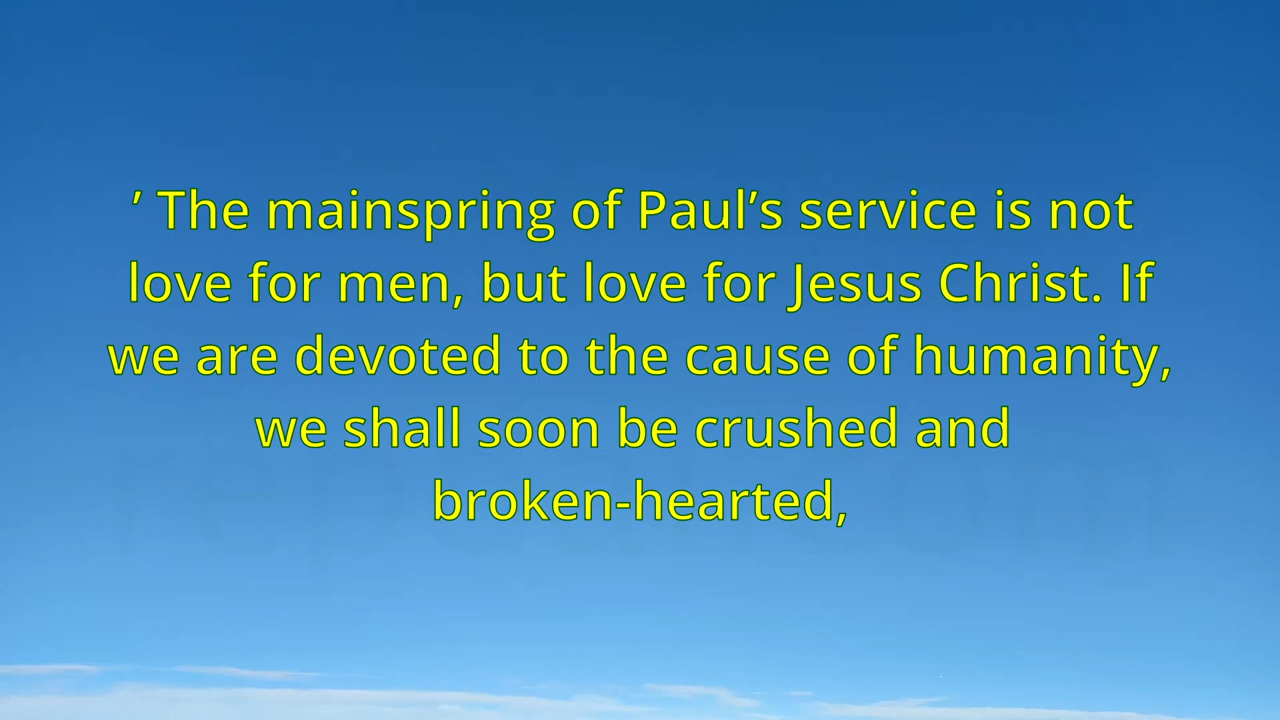 ’ The mainspring of Paul’s service is not
love for men, but love for Jesus Christ. If
we are devoted to the cause of humanity,
we shall soon be crushed and
broken-hearted,